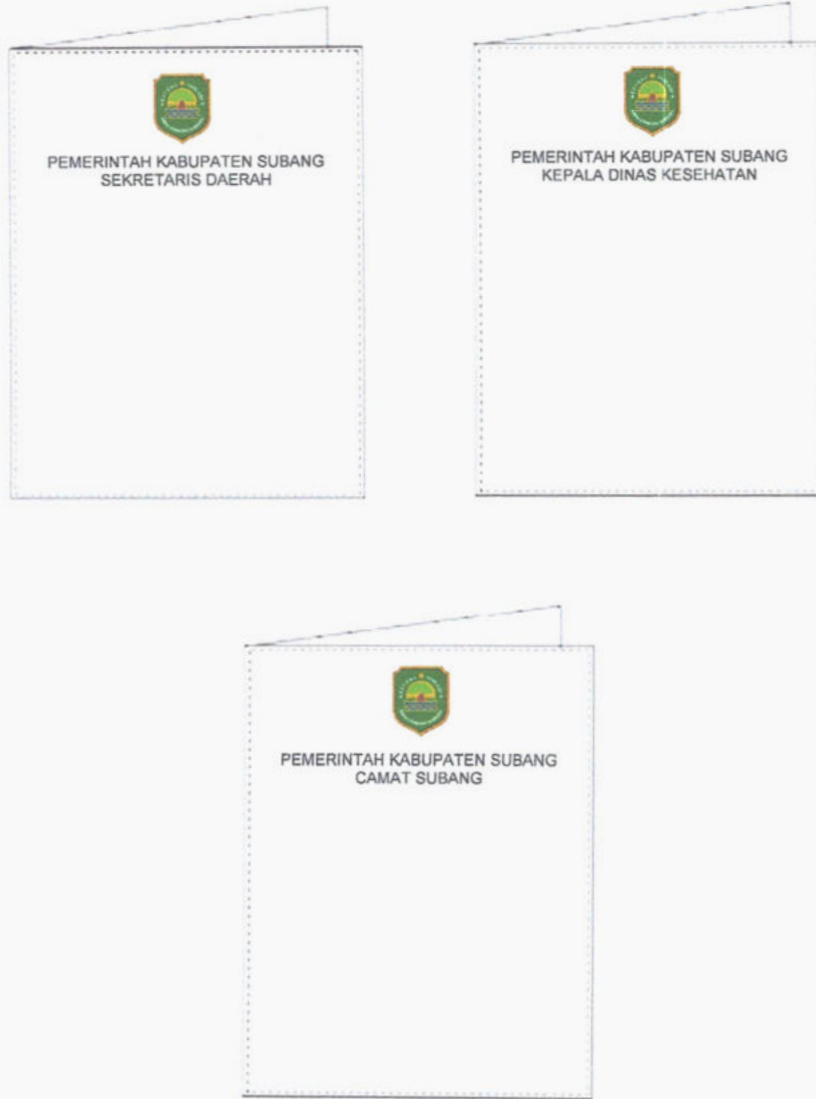 PEMERINTAH KABUPATEN SUBANG
SEKRETARIS DAERAH
PEMERINTAH KABUPATEN SUBANG
KEPALA DINAS KESEHATAN
PEMERINTAH KABUPATEN SUBANG
CAMAT SUBANG